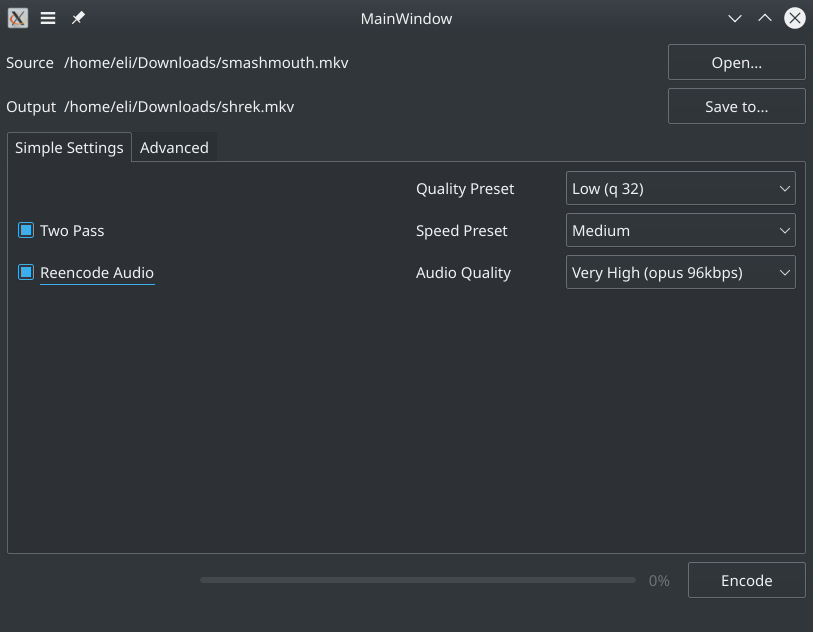 MainWindow
Source /home/eli/Downloads/smashmouth.mkv Open...
Output /home/eli/Downloads/shrek.mkv Save to...
Simple Settings Advanced
Quality Preset Low (q 32)
Two Pass Speed Preset Medium
Reencode Audio Audio Quality Very High (opus 96kbps)
0% Encode